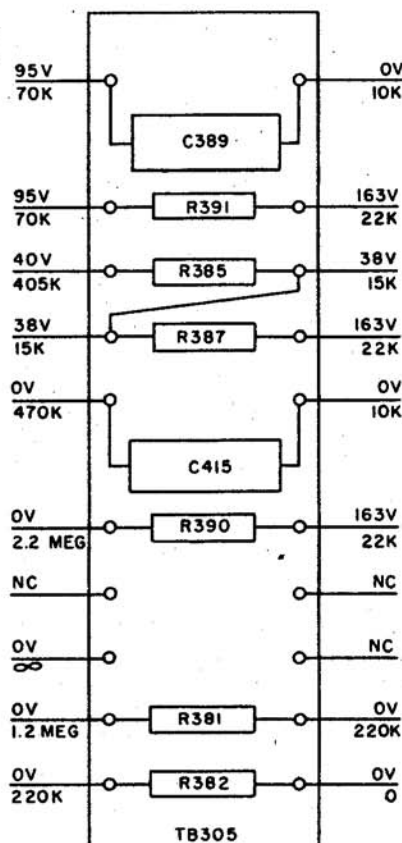 95V 0V
70K 10K
C389
95V R391 163V
70K 22K
40V R385 38V
405K 15K
38V R387 163V
15K 22K
0V 0V
470K 10K
C415
0V R390 163V
2.2 MEG 22K
NC NC
0V NC
∞
0V R381 0V
1.2 MEG 220K
0V R382 0V
220K 0
TB305